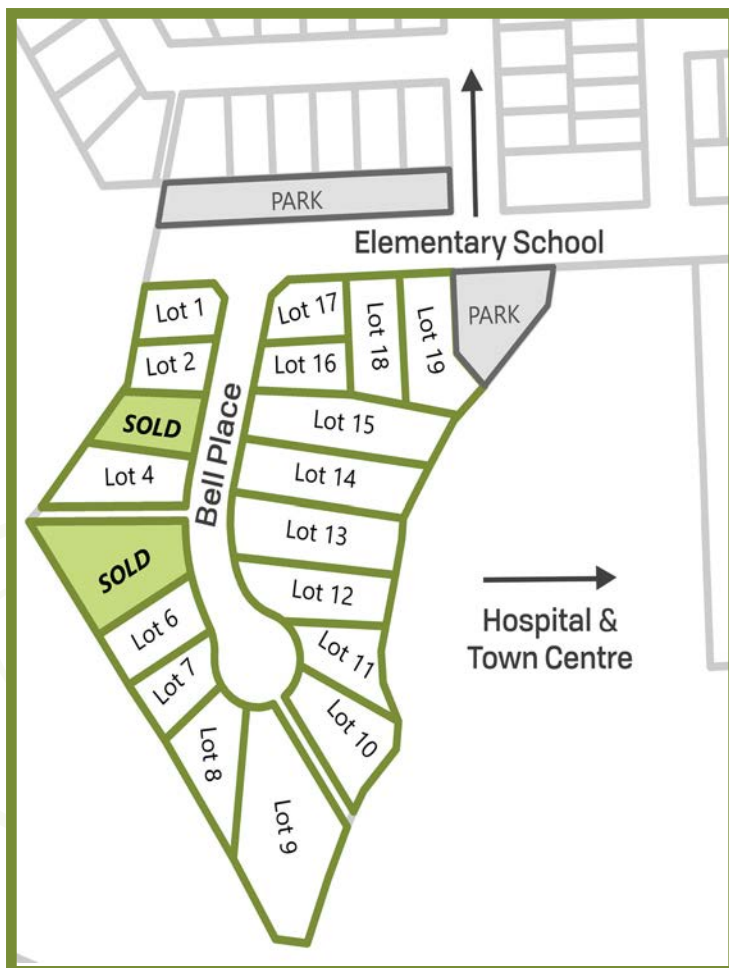 PARK
Elementary School
Lot 1
Lot 17
Lot 18
Lot 19
PARK
Lot 2
Lot 16
SOLD
Lot 15
Bell Place
Lot 4
Lot 14
Lot 13
SOLD
Lot 12
Hospital &
Town Centre
Lot 6
Lot 11
Lot 7
Lot 10
Lot 8
Lot 9